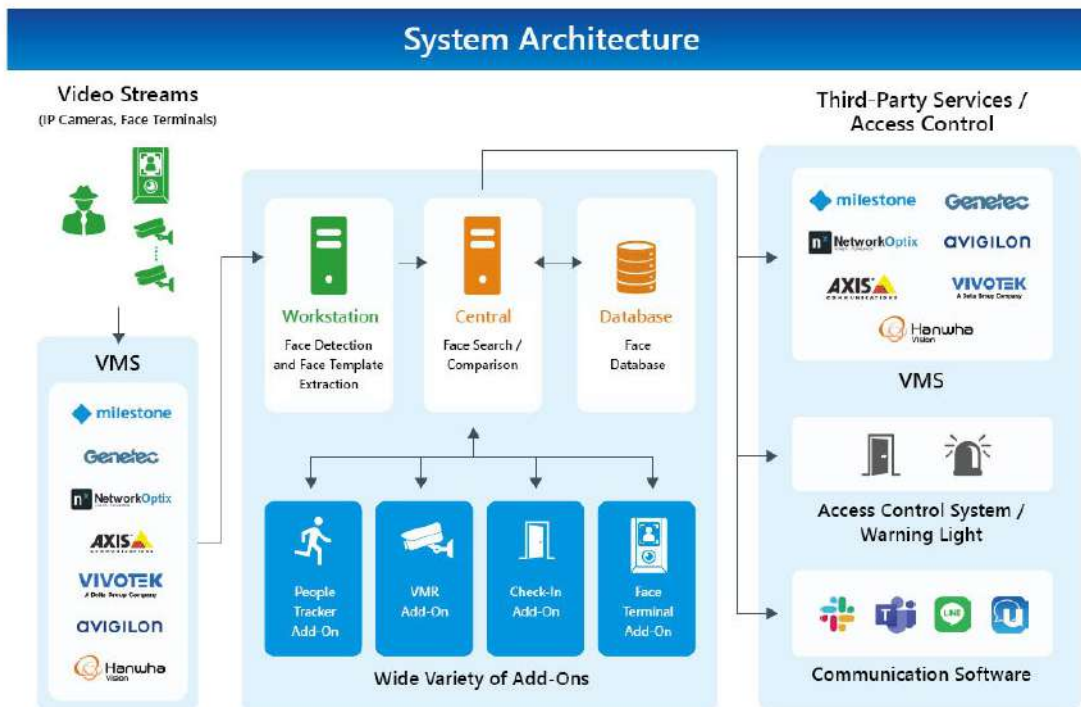 System Architecture
Video Streams
(IP Cameras, Face Terminals)
VMS
milestone
Genetec
NetworkOptix
AXIS
COMMUNICATIONS
VIVOTEK
A Delta Group Company
AVIGILON
Hanwha
Vision
Workstation
Face Detection
and Face Template
Extraction
Central
Face Search /
Comparison
Database
Face
Database
People
Tracker
Add-On
VMR
Add-On
Check-In
Add-On
Face
Terminal
Add-On
Wide Variety of Add-Ons
Third-Party Services /
Access Control
milestone
Genetec
NetworkOptix
AVIGILON
AXIS
COMMUNICATIONS
VIVOTEK
A Delta Group Company
Hanwha
Vision
VMS
Access Control System /
Warning Light
T
LINE
U
Communication Software